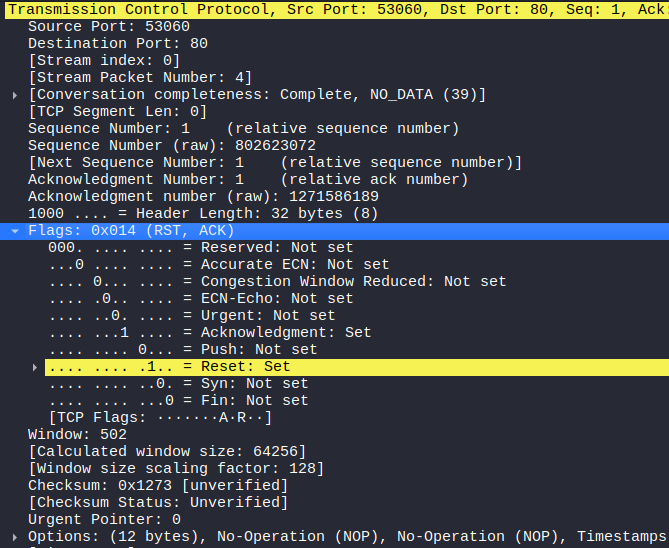 Transmission Control Protocol, Src Port: 53060, Dst Port: 80, Seq: 1, Ack:
Source Port: 53060
Destination Port: 80
[Stream index: 0]
[Stream Packet Number: 4]
[Conversation completeness: Complete, NO_DATA (39)]
[TCP Segment Len: 0]
Sequence Number: 1    (relative sequence number)
Sequence Number (raw): 802623072
[Next Sequence Number: 1    (relative sequence number)]
Acknowledgment Number: 1    (relative ack number)
Acknowledgment number (raw): 1271586189
1000 .... = Header Length: 32 bytes (8)
Flags: 0x014 (RST, ACK)
000. .... .... = Reserved: Not set
...0 .... .... = Accurate ECN: Not set
.... 0... .... = Congestion Window Reduced: Not set
.... .0.. .... = ECN-Echo: Not set
.... ..0. .... = Urgent: Not set
.... ...1 .... = Acknowledgment: Set
.... .... 0... = Push: Not set
.... .... .1.. = Reset: Set
.... .... ..0. = Syn: Not set
.... .... ...0 = Fin: Not set
[TCP Flags: ·······A·R··]
Window: 502
[Calculated window size: 64256]
[Window size scaling factor: 128]
Checksum: 0x1273 [unverified]
[Checksum Status: Unverified]
Urgent Pointer: 0
Options: (12 bytes), No-Operation (NOP), No-Operation (NOP), Timestamps